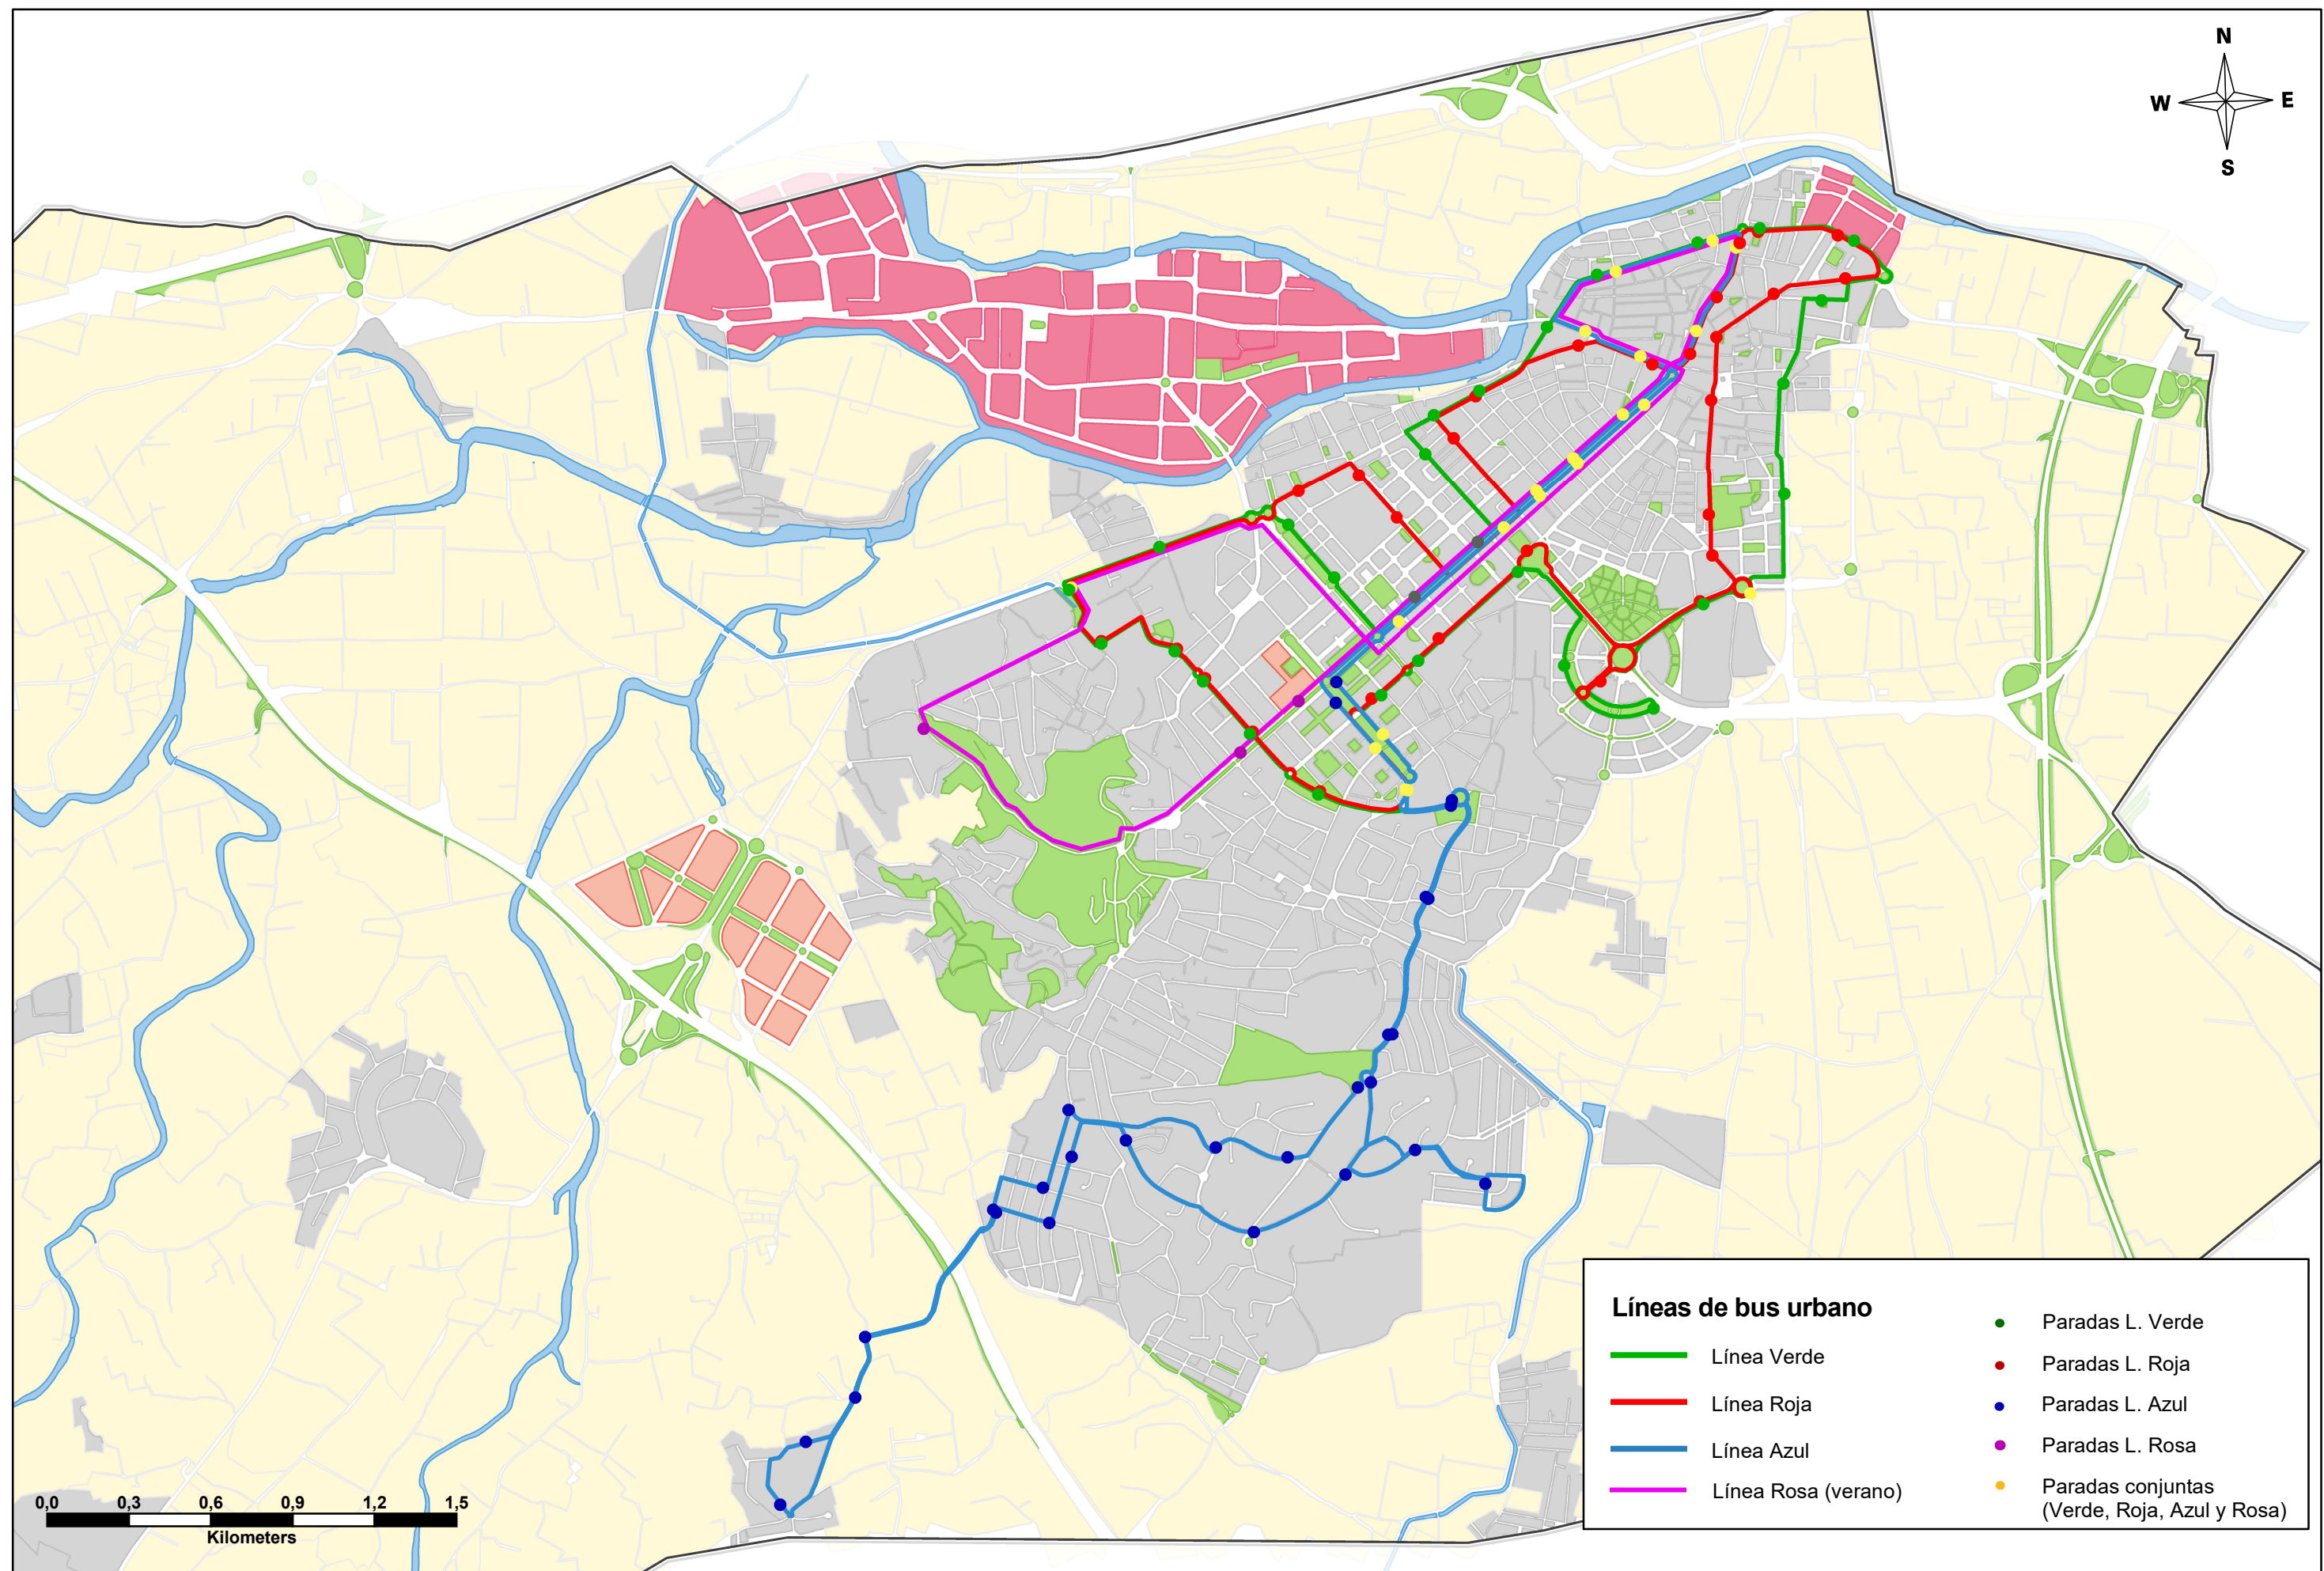 N
W E
S
Líneas de bus urbano
Línea Verde
Línea Roja
Línea Azul
Línea Rosa (verano)
Paradas L. Verde
Paradas L. Roja
Paradas L. Azul
Paradas L. Rosa
Paradas conjuntas
(Verde, Roja, Azul y Rosa)
0,0 0,3 0,6 0,9 1,2 1,5
Kilometers